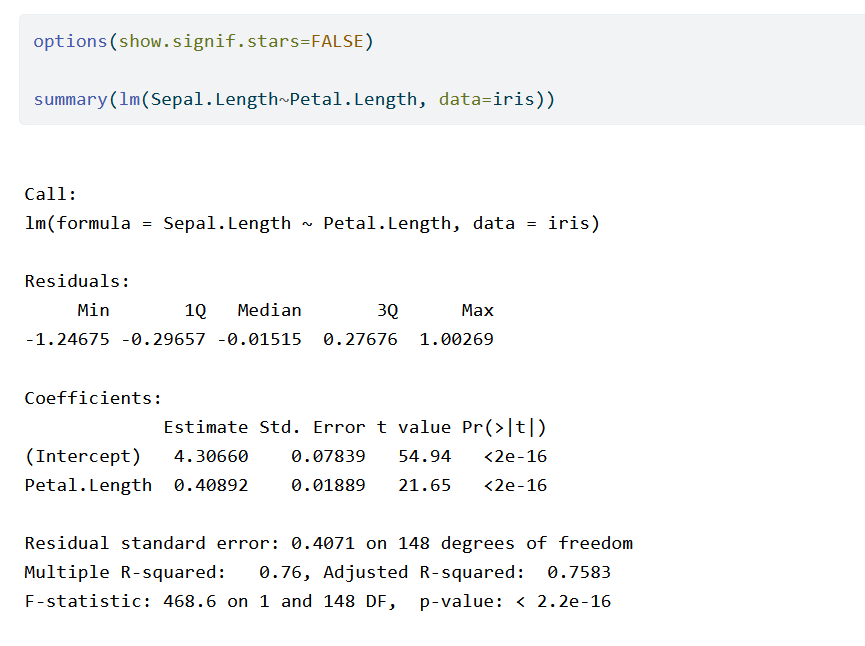 options(show.signif.stars=FALSE)
summary(lm(Sepal.Length~Petal.Length, data=iris))
Call:
lm(formula = Sepal.Length ~ Petal.Length, data = iris)
Residuals:
     Min       1Q   Median       3Q      Max
-1.24675 -0.29657 -0.01515  0.27676  1.00269
Coefficients:
             Estimate Std. Error t value Pr(>|t|)
(Intercept)   4.30660    0.07839   54.94   <2e-16
Petal.Length  0.40892    0.01889   21.65   <2e-16
Residual standard error: 0.4071 on 148 degrees of freedom
Multiple R-squared:   0.76, Adjusted R-squared:  0.7583
F-statistic: 468.6 on 1 and 148 DF,  p-value: < 2.2e-16